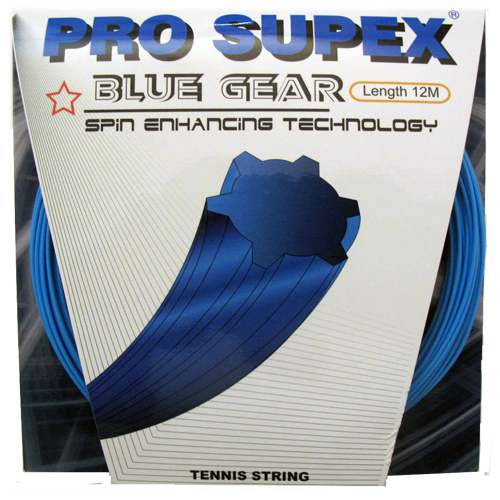 PRO SUPEX®
BLUE GEAR Length 12M
SPIN ENHANCING TECHNOLOGY
TENNIS STRING